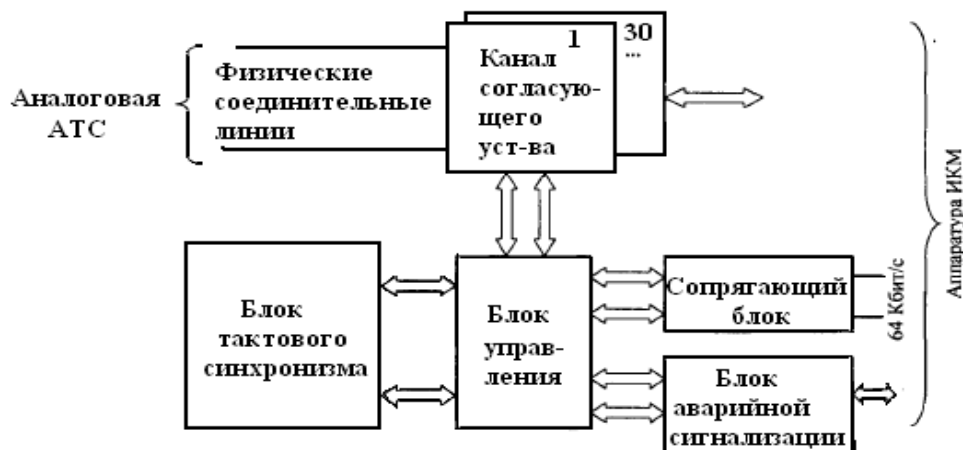 Аналоговая
АТС
Физические
соединительные
линии
1
Канал
согласую-
щего
уст-ва
30
...
Блок
тактового
синхронизма
Блок
управ-
ления
Сопрягающий
блок
64 Кбит/с
Блок
аварийной
сигнализации
Аппаратура ИКМ